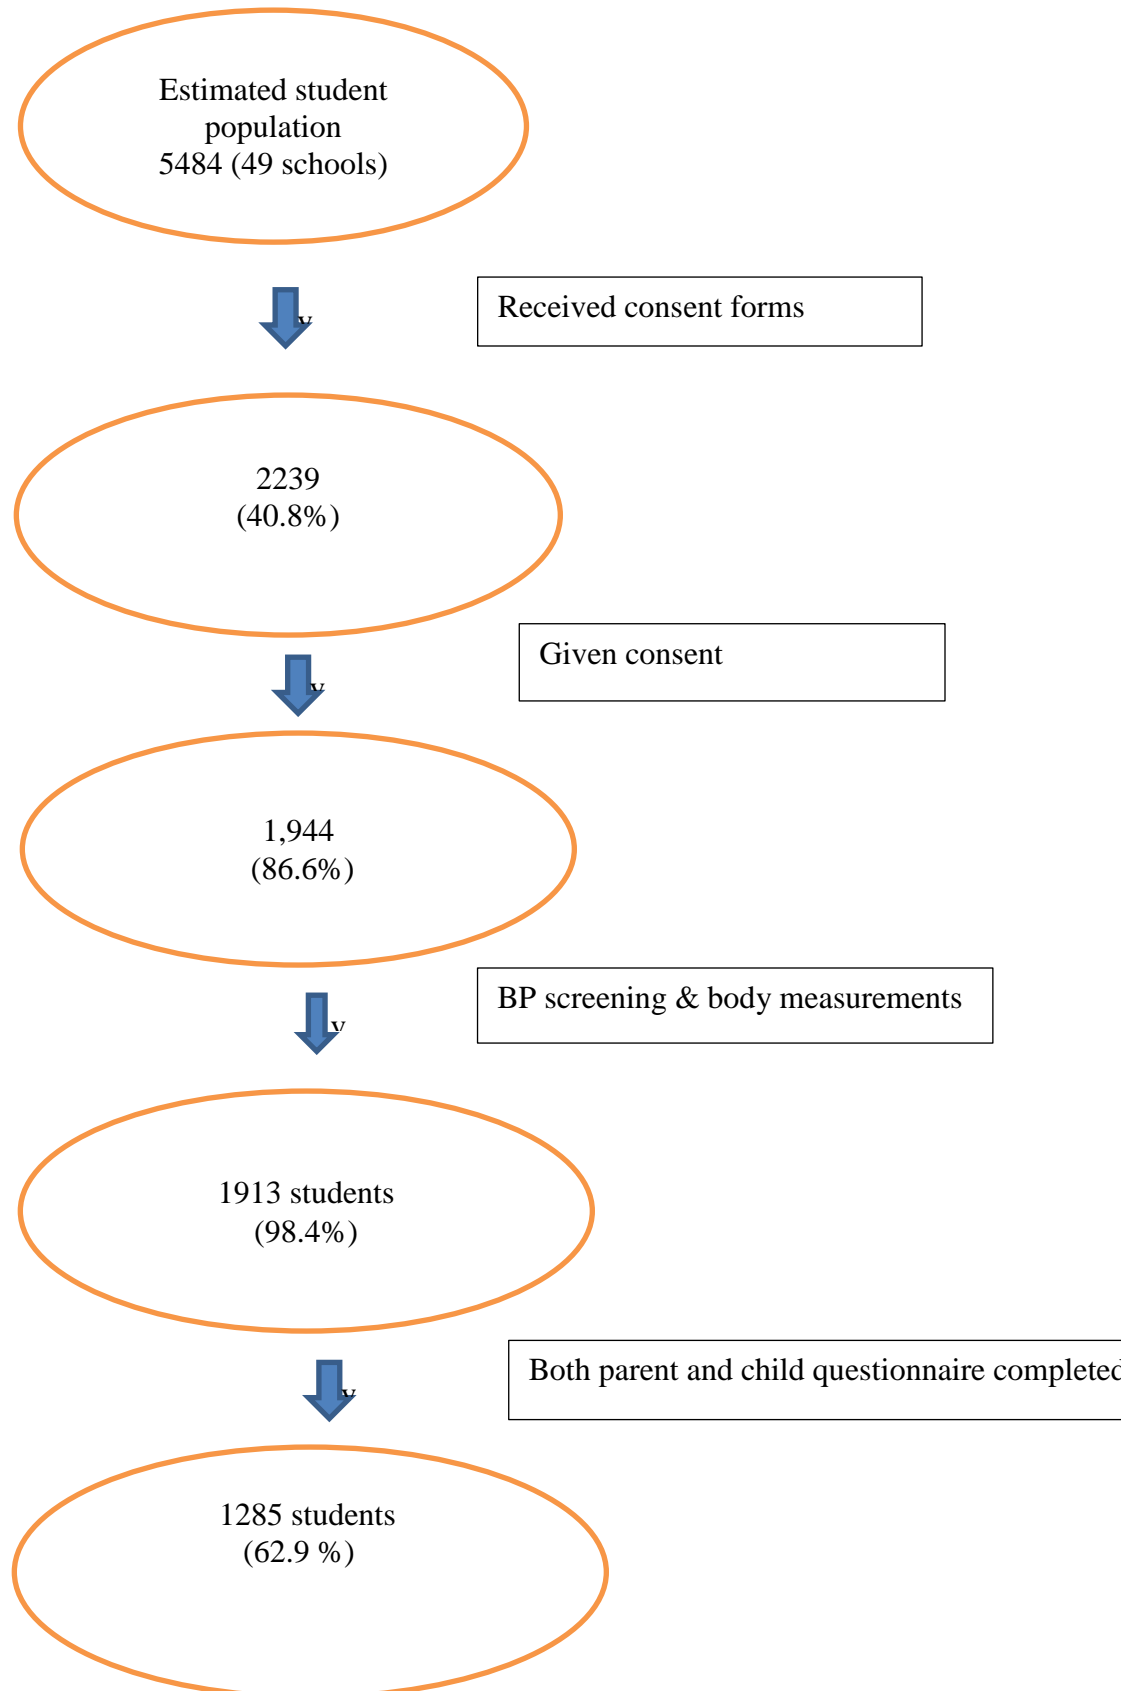 Estimated student
population
5484 (49 schools)
Received consent forms
2239
(40.8%)
Given consent
1,944
(86.6%)
BP screening & body measurements
1913 students
(98.4%)
Both parent and child questionnaire completed
1285 students
(62.9 %)